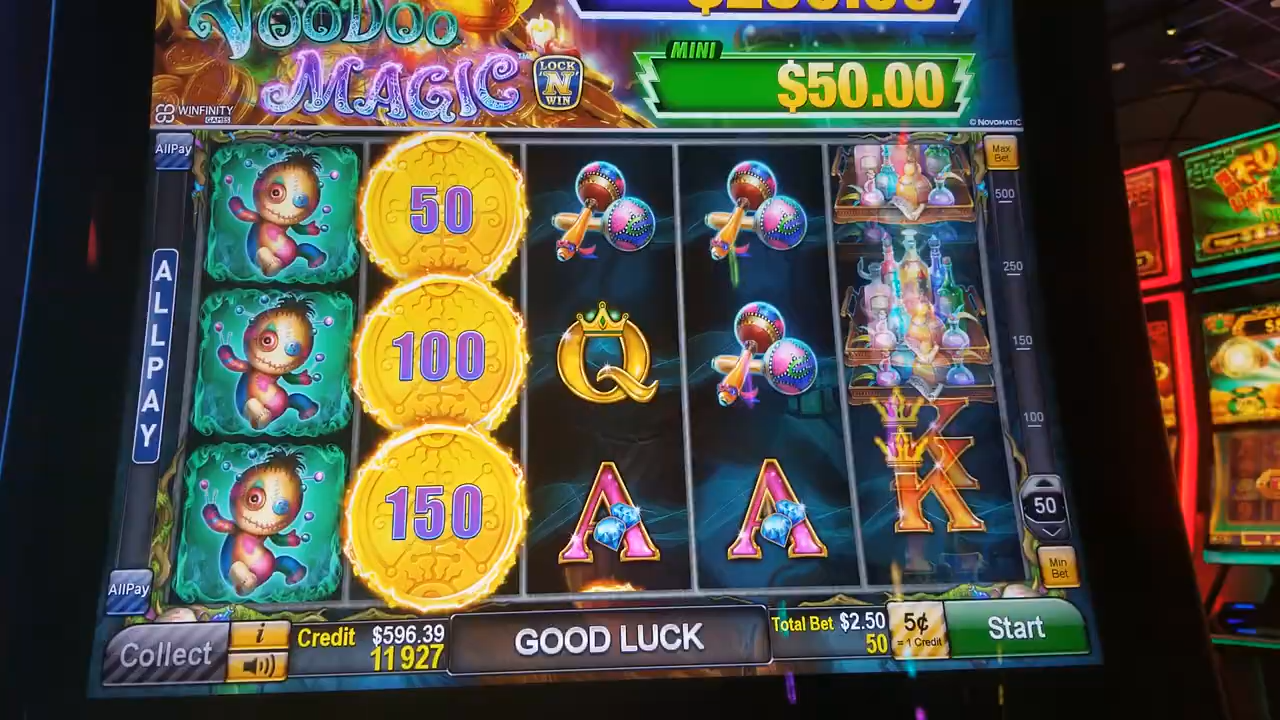 VOODOO
MAGIC™
LOCK
'N'
WIN
MINI
$50.00
WINFINITY
GAMES
© NOVOMATIC
AllPay
Max
Bet
500
250
150
100
50
Min
Bet
ALLPAY
AllPay
50
100
150
Q
A
A
K
Collect
i
Credit $596.39
11927
GOOD LUCK
Total Bet $2.50
50
5¢
= 1 Credit
Start